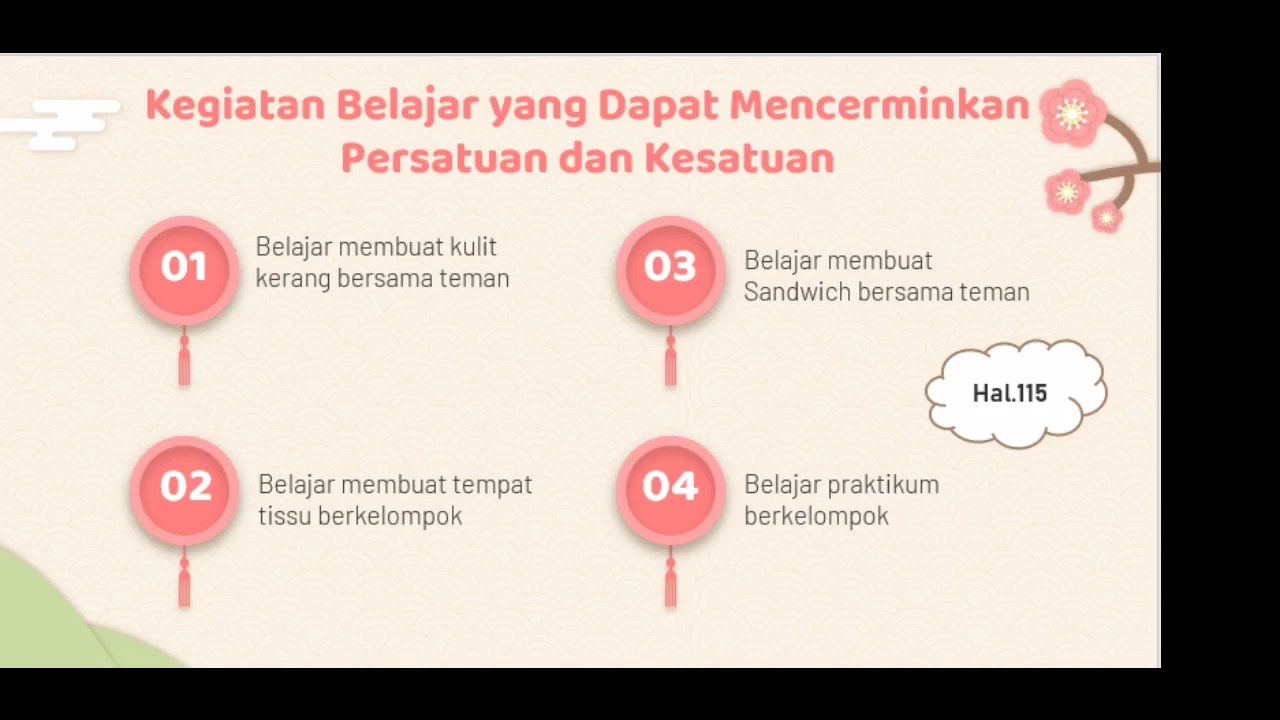 Kegiatan Belajar yang Dapat Mencerminkan
Persatuan dan Kesatuan
01
Belajar membuat kulit
kerang bersama teman
02
Belajar membuat tempat
tissu berkelompok
03
Belajar membuat
Sandwich bersama teman
Hal.115
04
Belajar praktikum
berkelompok